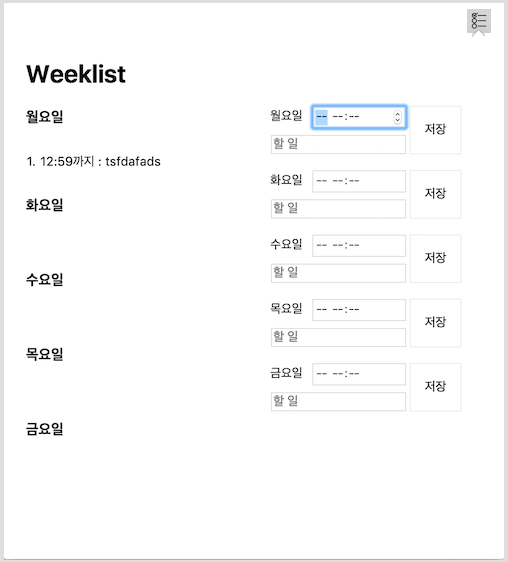 Weeklist
월요일
1. 12:59까지 : tsfdafads
화요일
수요일
목요일
금요일
월요일 -- --:--
할 일
저장
화요일 -- --:--
할 일
저장
수요일 -- --:--
할 일
저장
목요일 -- --:--
할 일
저장
금요일 -- --:--
할 일
저장